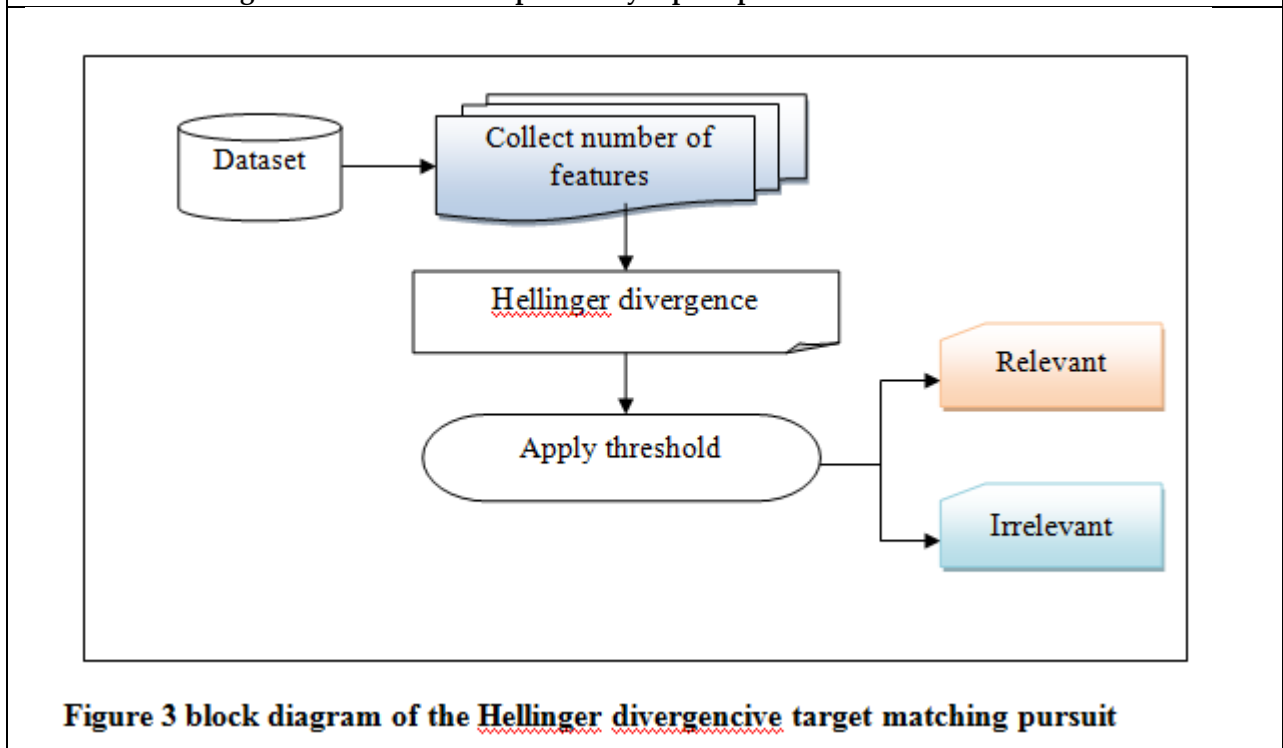 Dataset
Collect number of
features
Hellinger divergence
Apply threshold
Relevant
Irrelevant
Figure 3 block diagram of the Hellinger divergencive target matching pursuit